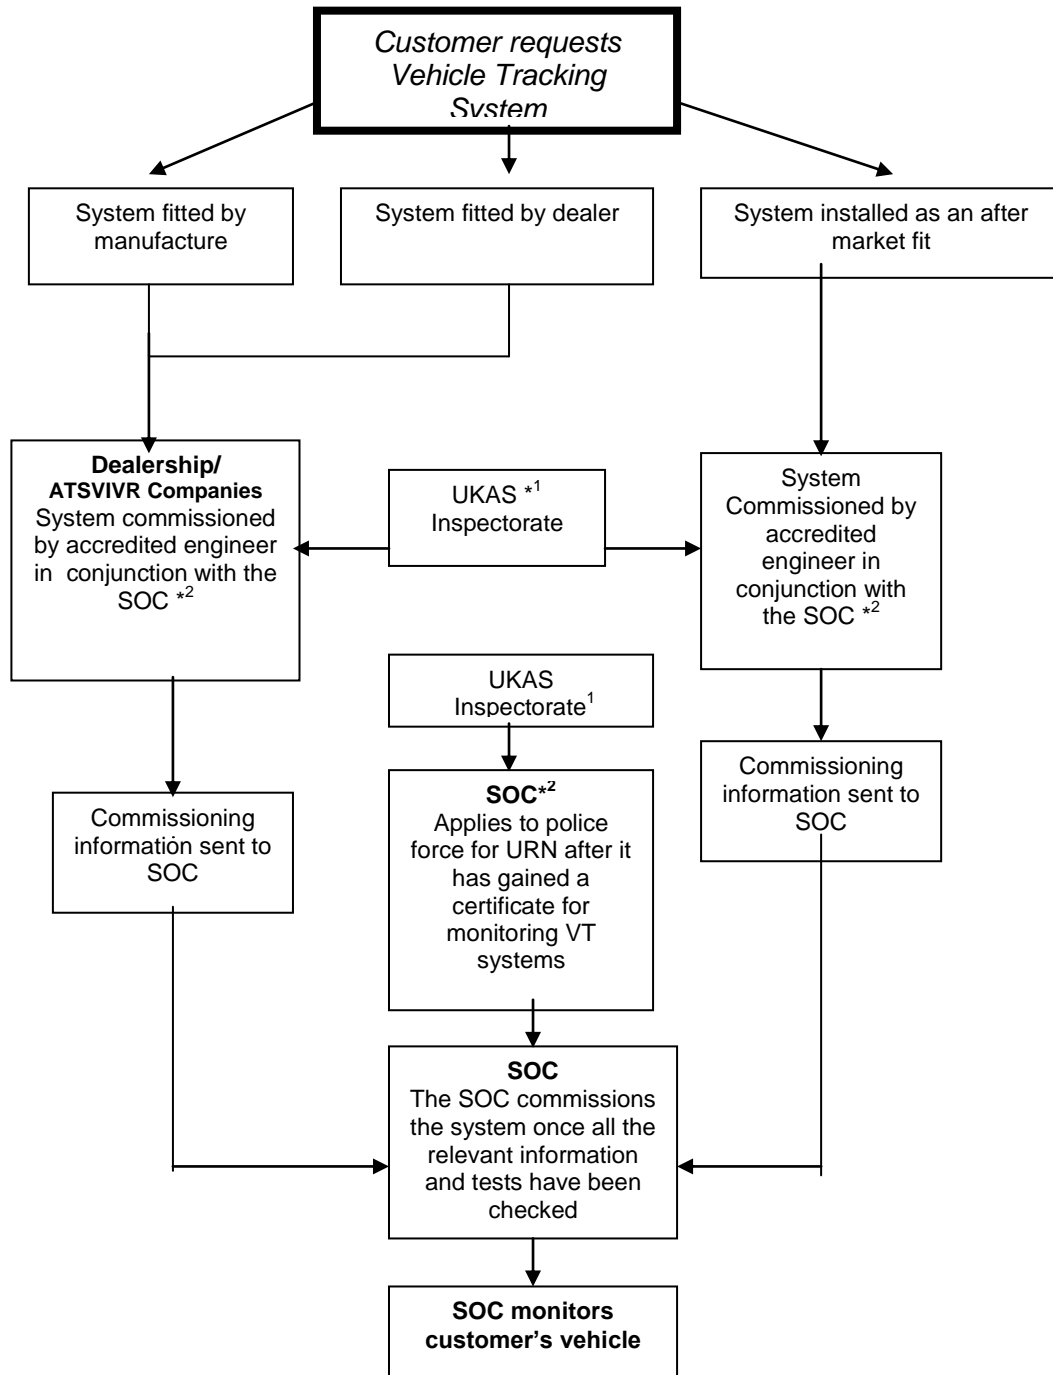 Customer requests
Vehicle Tracking
System
System fitted by
manufacture
System fitted by dealer
System installed as an after
market fit
Dealership/
ATSVIVR Companies
System commissioned
by accredited engineer
in conjunction with the
SOC *2
UKAS *1
Inspectorate
System
Commissioned by
accredited
engineer in
conjunction with
the SOC *2
UKAS
Inspectorate1
Commissioning
information sent to
SOC
SOC*2
Applies to police
force for URN after it
has gained a
certificate for
monitoring VT
systems
Commissioning
information sent to
SOC
SOC
The SOC commissions
the system once all the
relevant information
and tests have been
checked
SOC monitors
customer’s vehicle